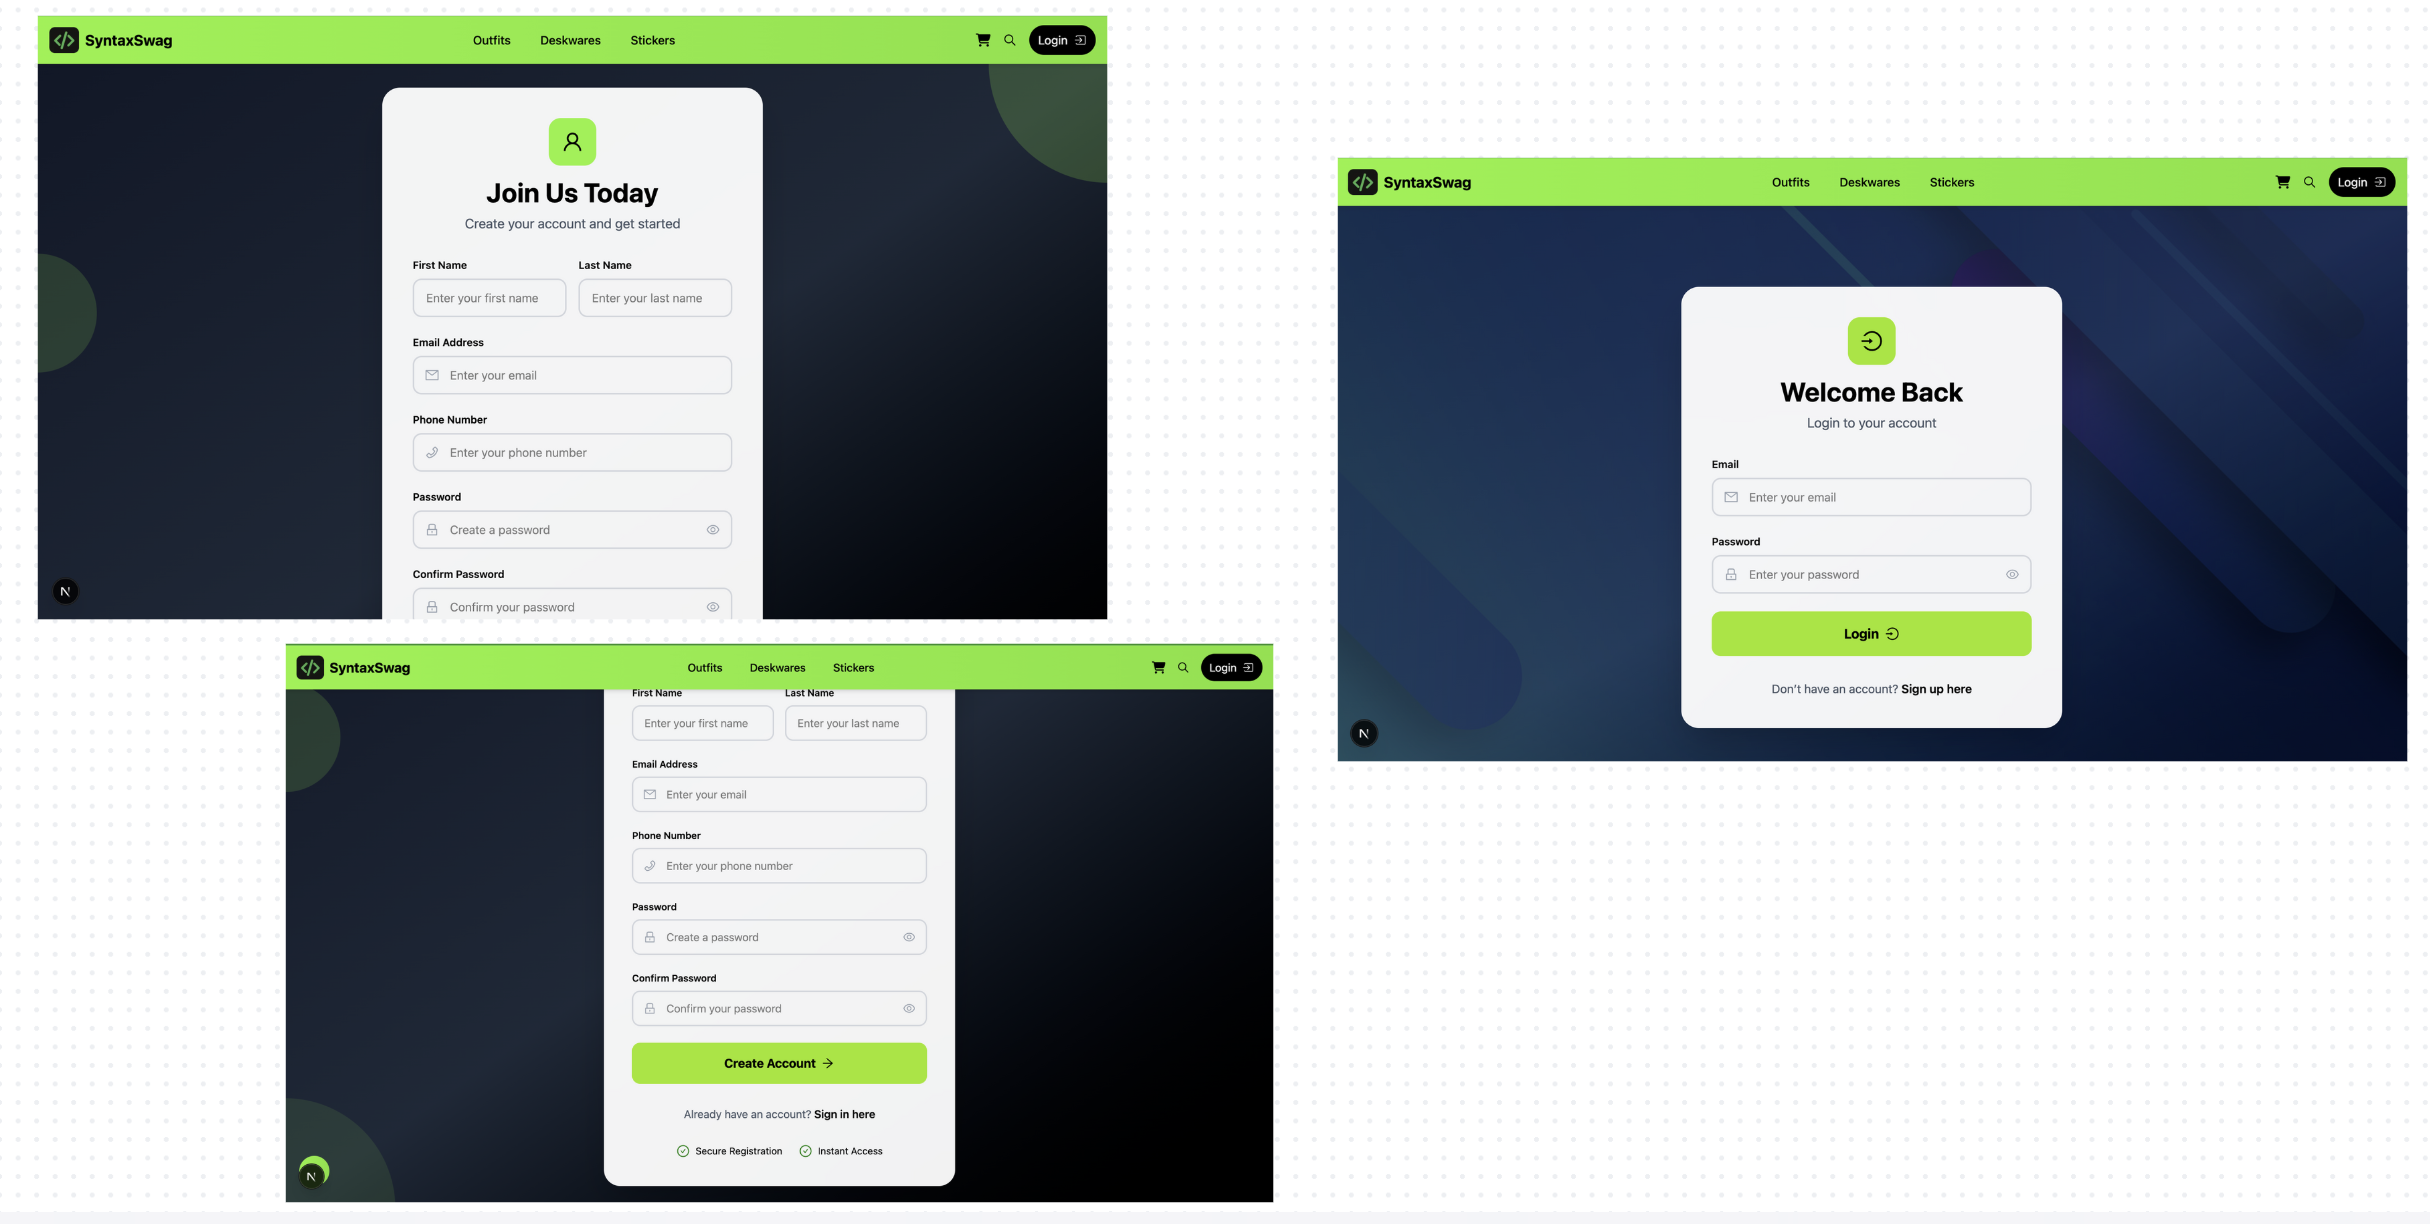 SyntaxSwag
Outfits Deskwares Stickers
Login
Join Us Today
Create your account and get started
First Name Last Name
Enter your first name Enter your last name
Email Address
Enter your email
Phone Number
Enter your phone number
Password
Create a password
Confirm Password
Confirm your password
N
SyntaxSwag
Outfits Deskwares Stickers
Login
Welcome Back
Login to your account
Email
Enter your email
Password
Enter your password
Login
Don't have an account? Sign up here
N
SyntaxSwag
Outfits Deskwares Stickers
Login
First Name Last Name
Enter your first name Enter your last name
Email Address
Enter your email
Phone Number
Enter your phone number
Password
Create a password
Confirm Password
Confirm your password
Create Account
Already have an account? Sign in here
Secure Registration Instant Access
N